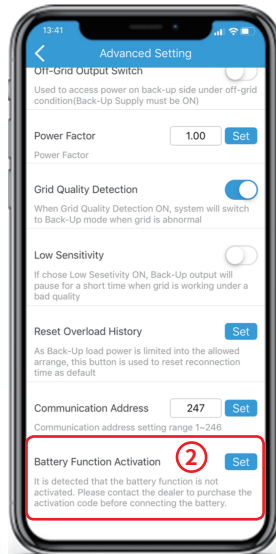 13:41
Advanced Setting
Off-Grid Output Switch
Used to access power on back-up side under off-grid
condition(Back-Up Supply must be ON)
Power Factor 1.00 Set
Power Factor
Grid Quality Detection
When Grid Quality Detection ON, system will switch
to Back-Up mode when grid is abnormal
Low Sensitivity
If chose Low Sesetivity ON, Back-Up output will
pause for a short time when grid is working under a
bad quality
Reset Overload History Set
As Back-Up load power is limited into the allowed
arrange, this button is used to reset reconnection
time as default
Communication Address 247 Set
Communication address setting range 1~246
Battery Function Activation 2 Set
It is detected that the battery function is not
activated. Please contact the dealer to purchase the
activation code before connecting the battery.